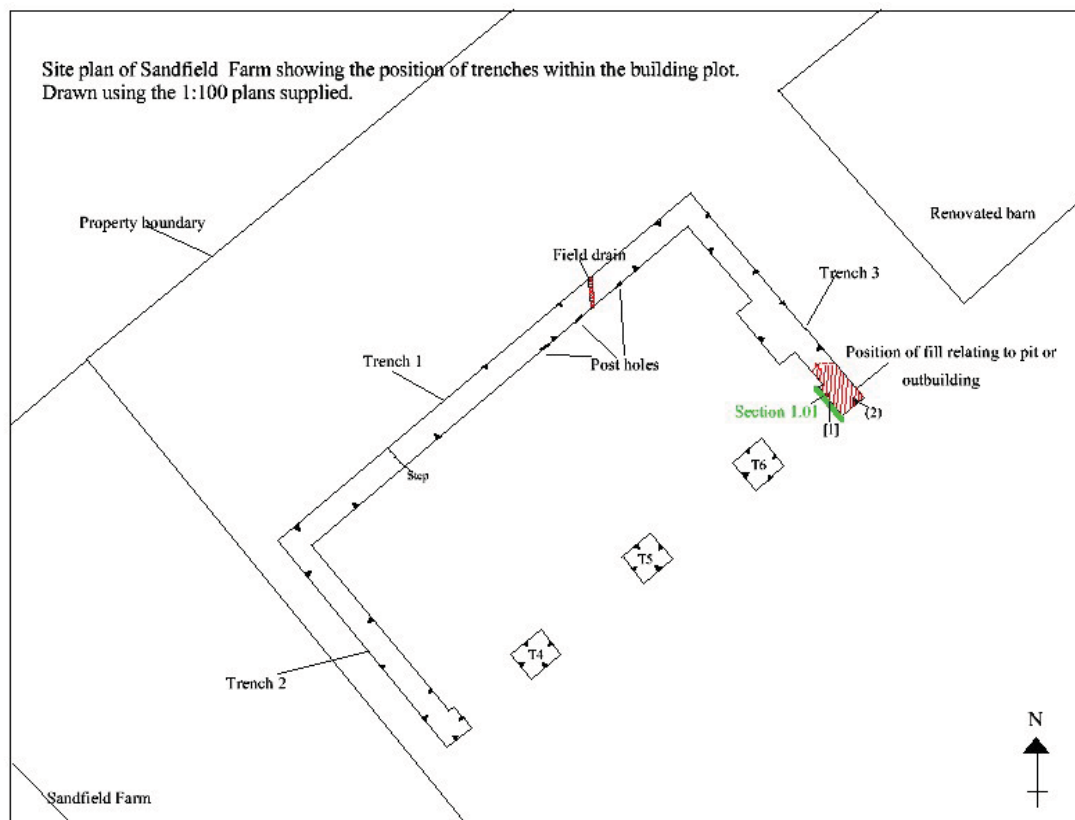 Site plan of Sandfield Farm showing the position of trenches within the building plot.
Drawn using the 1:100 plans supplied.
Property boundary
Renovated barn
Field drain
Trench 3
Trench 1
Post holes
Position of fill relating to pit or
outbuilding
Section 1.01
(2)
[1]
Step
T6
T5
T4
Trench 2
N
Sandfield Farm